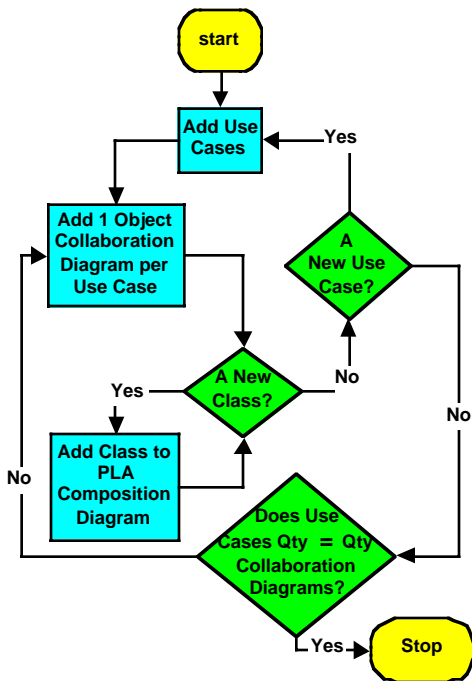 start
Add Use
Cases
Yes
Add 1 Object
Collaboration
Diagram per
Use Case
A
New Use
Case?
A New
Class?
Yes
No
No
No
Add Class to
PLA
Composition
Diagram
Does Use
Cases Qty = Qty
Collaboration
Diagrams?
Yes
Stop